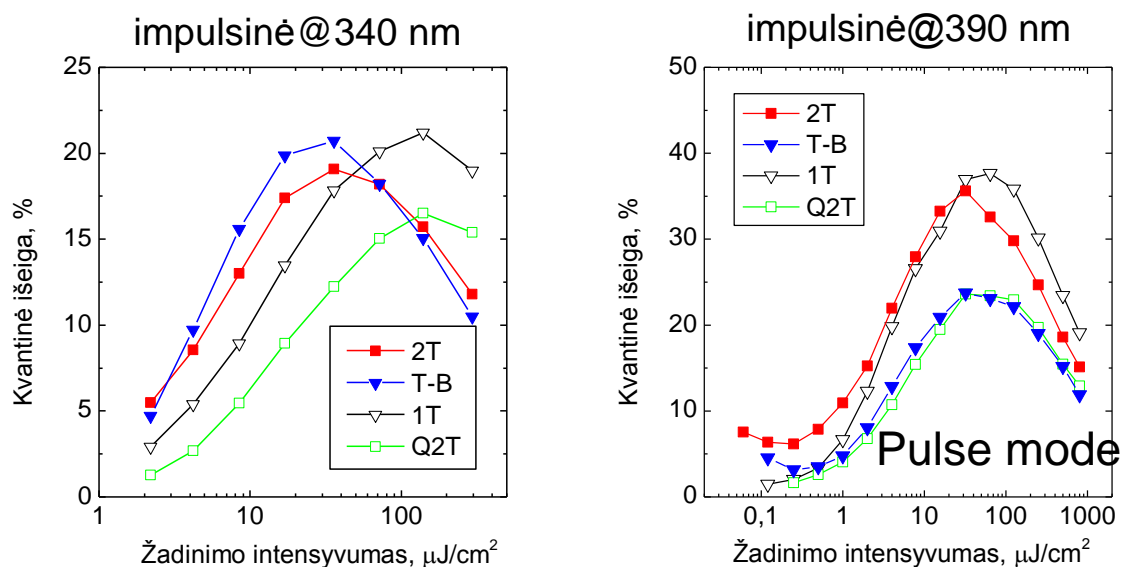 impulsinė@340 nm
Kvantinė išeiga, %
25
20
15
10
5
0
2T
T-B
1T
Q2T
1 10 100
Žadinimo intensyvumas, μJ/cm²
impulsinė@390 nm
Kvantinė išeiga, %
50
40
30
20
10
0
2T
T-B
1T
Q2T
Pulse mode
0,1 1 10 100 1000
Žadinimo intensyvumas, μJ/cm²